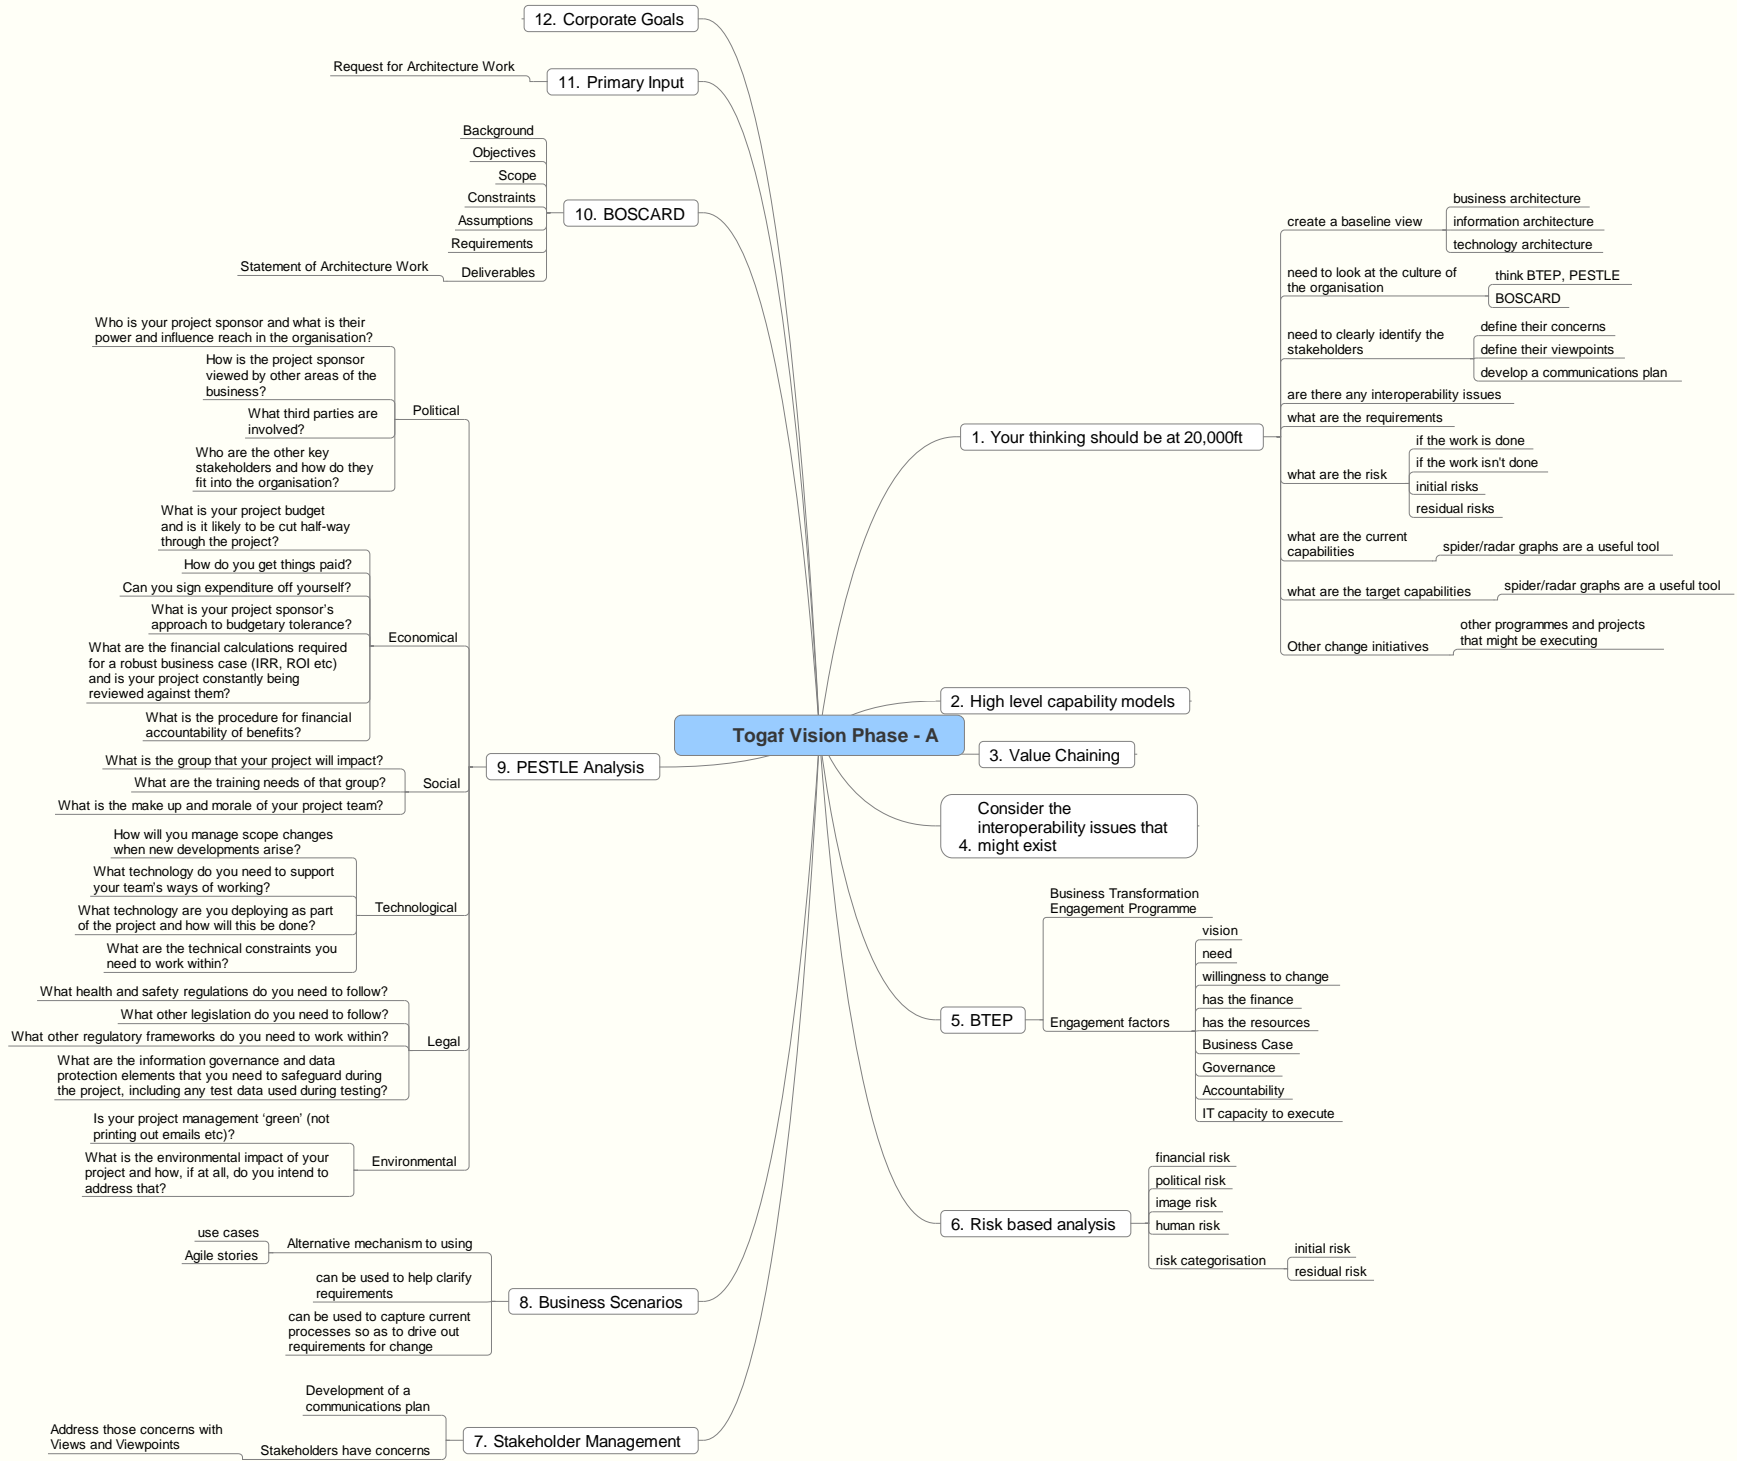 Togaf Vision Phase - A
1. Your thinking should be at 20,000ft
create a baseline view
business architecture
information architecture
technology architecture
need to look at the culture of
the organisation
think BTEP, PESTLE
BOSCARD
need to clearly identify the
stakeholders
define their concerns
define their viewpoints
develop a communications plan
are there any interoperability issues
what are the requirements
what are the risk
if the work is done
if the work isn't done
initial risks
residual risks
what are the current
capabilities
spider/radar graphs are a useful tool
what are the target capabilities
spider/radar graphs are a useful tool
Other change initiatives
other programmes and projects
that might be executing
2. High level capability models
3. Value Chaining
Consider the
interoperability issues that
4. might exist
5. BTEP
Business Transformation
Engagement Programme
Engagement factors
vision
need
willingness to change
has the finance
has the resources
Business Case
Governance
Accountability
IT capacity to execute
6. Risk based analysis
financial risk
political risk
image risk
human risk
risk categorisation
initial risk
residual risk
7. Stakeholder Management
Development of a
communications plan
Stakeholders have concerns
Address those concerns with
Views and Viewpoints
8. Business Scenarios
Alternative mechanism to using
use cases
Agile stories
can be used to help clarify
requirements
can be used to capture current
processes so as to drive out
requirements for change
9. PESTLE Analysis
Political
Who is your project sponsor and what is their
power and influence reach in the organisation?
How is the project sponsor
viewed by other areas of the
business?
What third parties are
involved?
Who are the other key
stakeholders and how do they
fit into the organisation?
Economical
What is your project budget
and is it likely to be cut half-way
through the project?
How do you get things paid?
Can you sign expenditure off yourself?
What is your project sponsor’s
approach to budgetary tolerance?
What are the financial calculations required
for a robust business case (IRR, ROI etc)
and is your project constantly being
reviewed against them?
What is the procedure for financial
accountability of benefits?
Social
What is the group that your project will impact?
What are the training needs of that group?
What is the make up and morale of your project team?
Technological
How will you manage scope changes
when new developments arise?
What technology do you need to support
your team’s ways of working?
What technology are you deploying as part
of the project and how will this be done?
What are the technical constraints you
need to work within?
Legal
What health and safety regulations do you need to follow?
What other legislation do you need to follow?
What other regulatory frameworks do you need to work within?
What are the information governance and data
protection elements that you need to safeguard during
the project, including any test data used during testing?
Environmental
Is your project management ‘green’ (not
printing out emails etc)?
What is the environmental impact of your
project and how, if at all, do you intend to
address that?
10. BOSCARD
Background
Objectives
Scope
Constraints
Assumptions
Requirements
Deliverables
Statement of Architecture Work
11. Primary Input
Request for Architecture Work
12. Corporate Goals